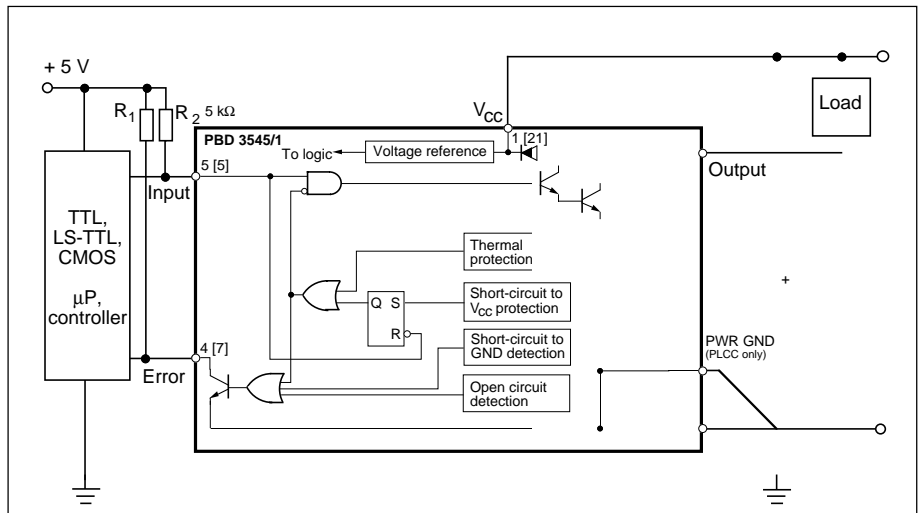 + 5 V
R1
R2
5 kΩ
VCC
Load
PBD 3545/1
1 [21]
To logic
Voltage reference
5 [5]
Input
Output
TTL,
LS-TTL,
CMOS
µP,
controller
Thermal
protection
Q S
R
Short-circuit to
VCC protection
+
Short-circuit to
GND detection
PWR GND
(PLCC only)
4 [7]
Error
Open circuit
detection